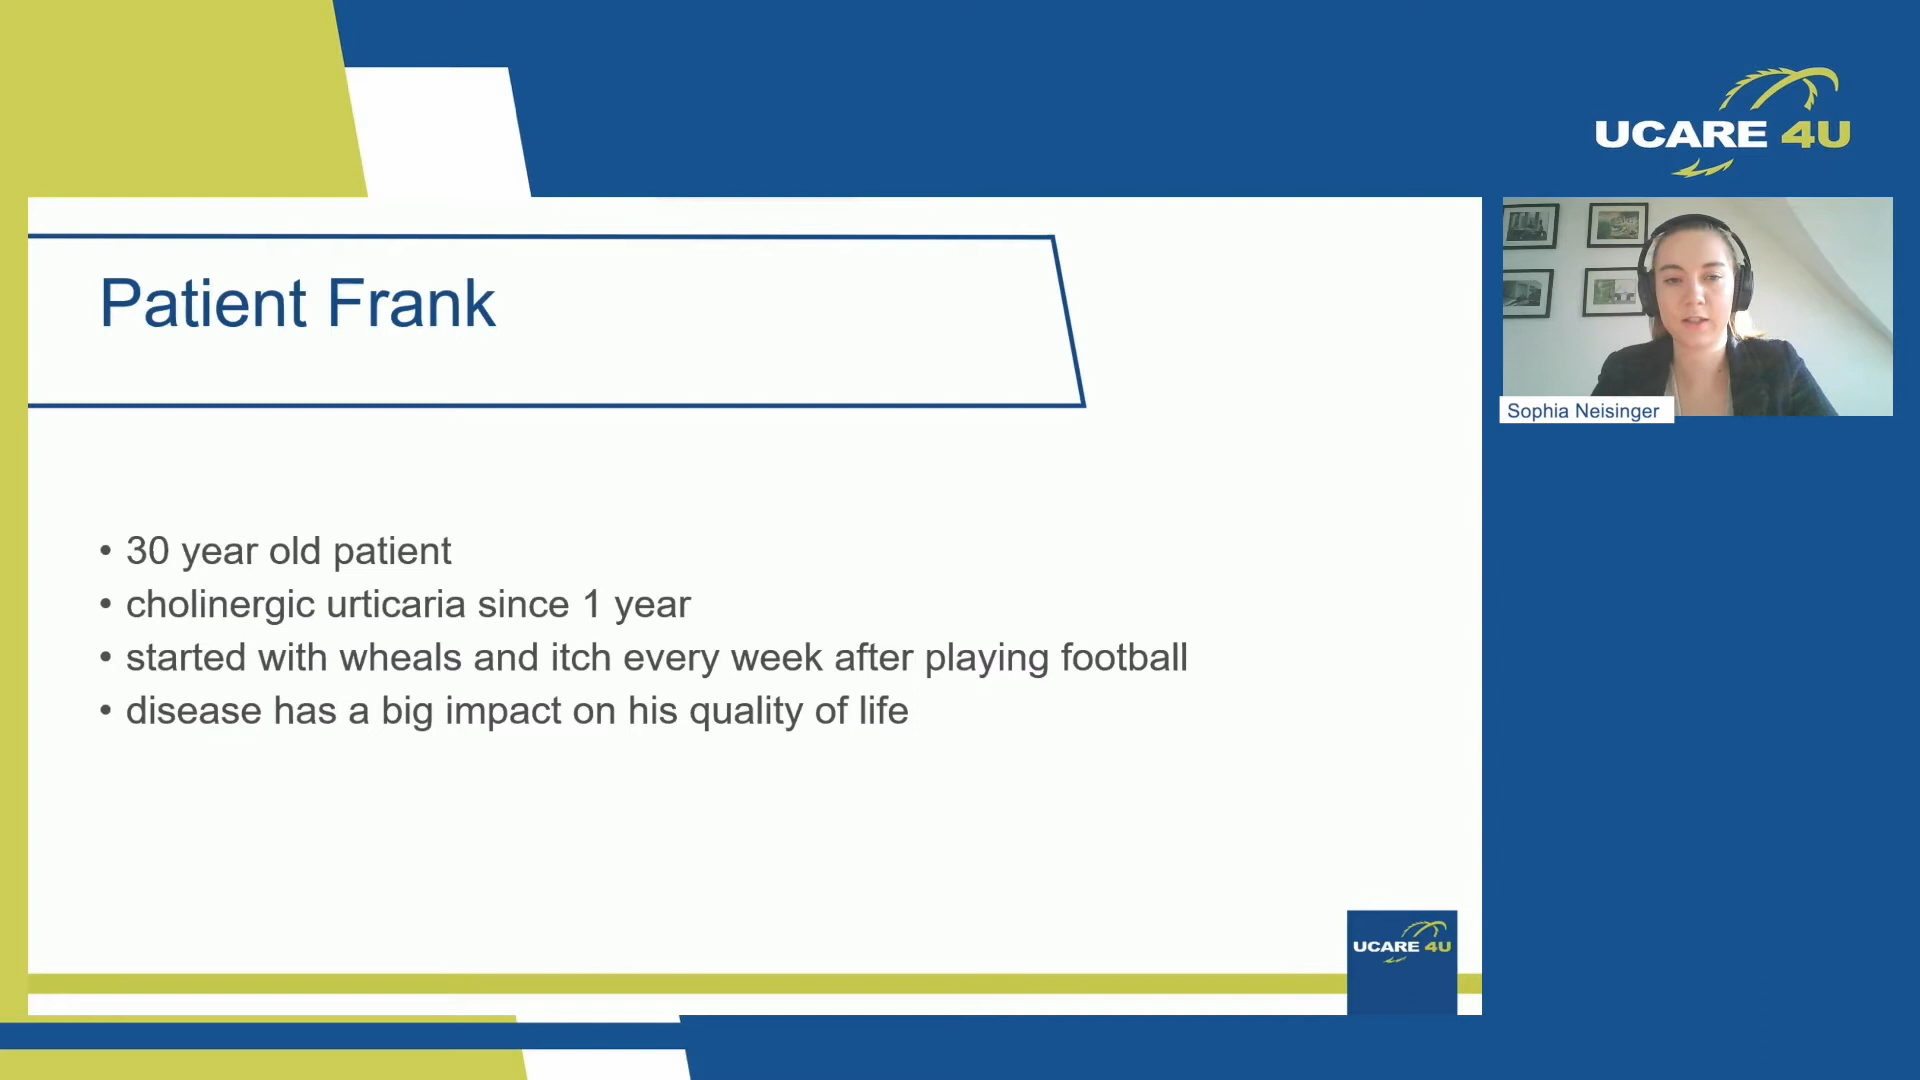 UCARE 4U
Patient Frank
Sophia Neisinger
• 30 year old patient
• cholinergic urticaria since 1 year
• started with wheals and itch every week after playing football
• disease has a big impact on his quality of life
UCARE 4U